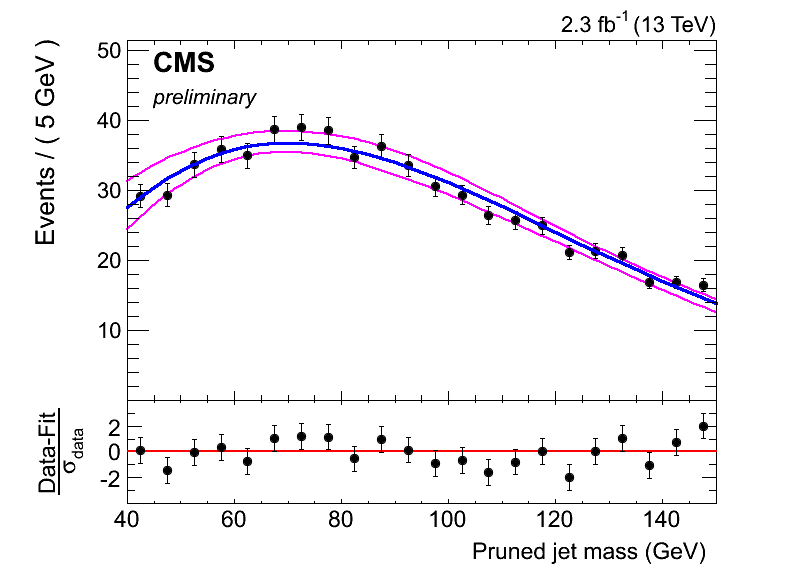 2.3 fb⁻¹ (13 TeV)
CMS
preliminary
Events / ( 5 GeV )
50
40
30
20
10
Data-Fit
σdata
2
0
-2
40 60 80 100 120 140
Pruned jet mass (GeV)